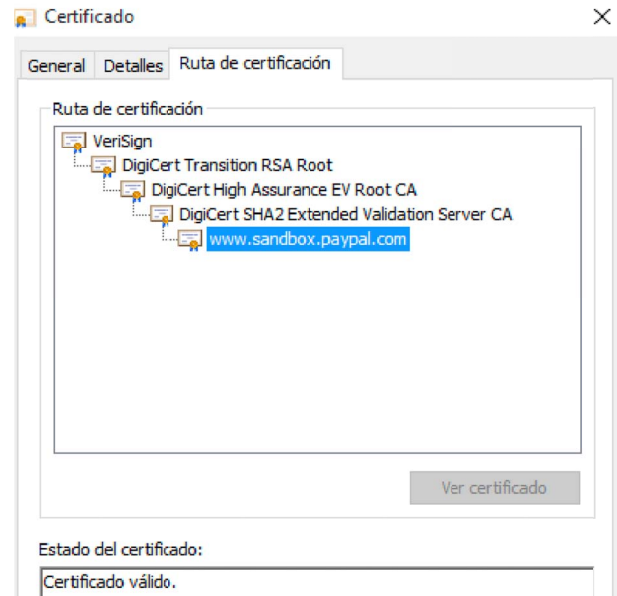 Certificado
General Detalles Ruta de certificación
Ruta de certificación
VeriSign
DigiCert Transition RSA Root
DigiCert High Assurance EV Root CA
DigiCert SHA2 Extended Validation Server CA
www.sandbox.paypal.com
Ver certificado
Estado del certificado:
Certificado válido.